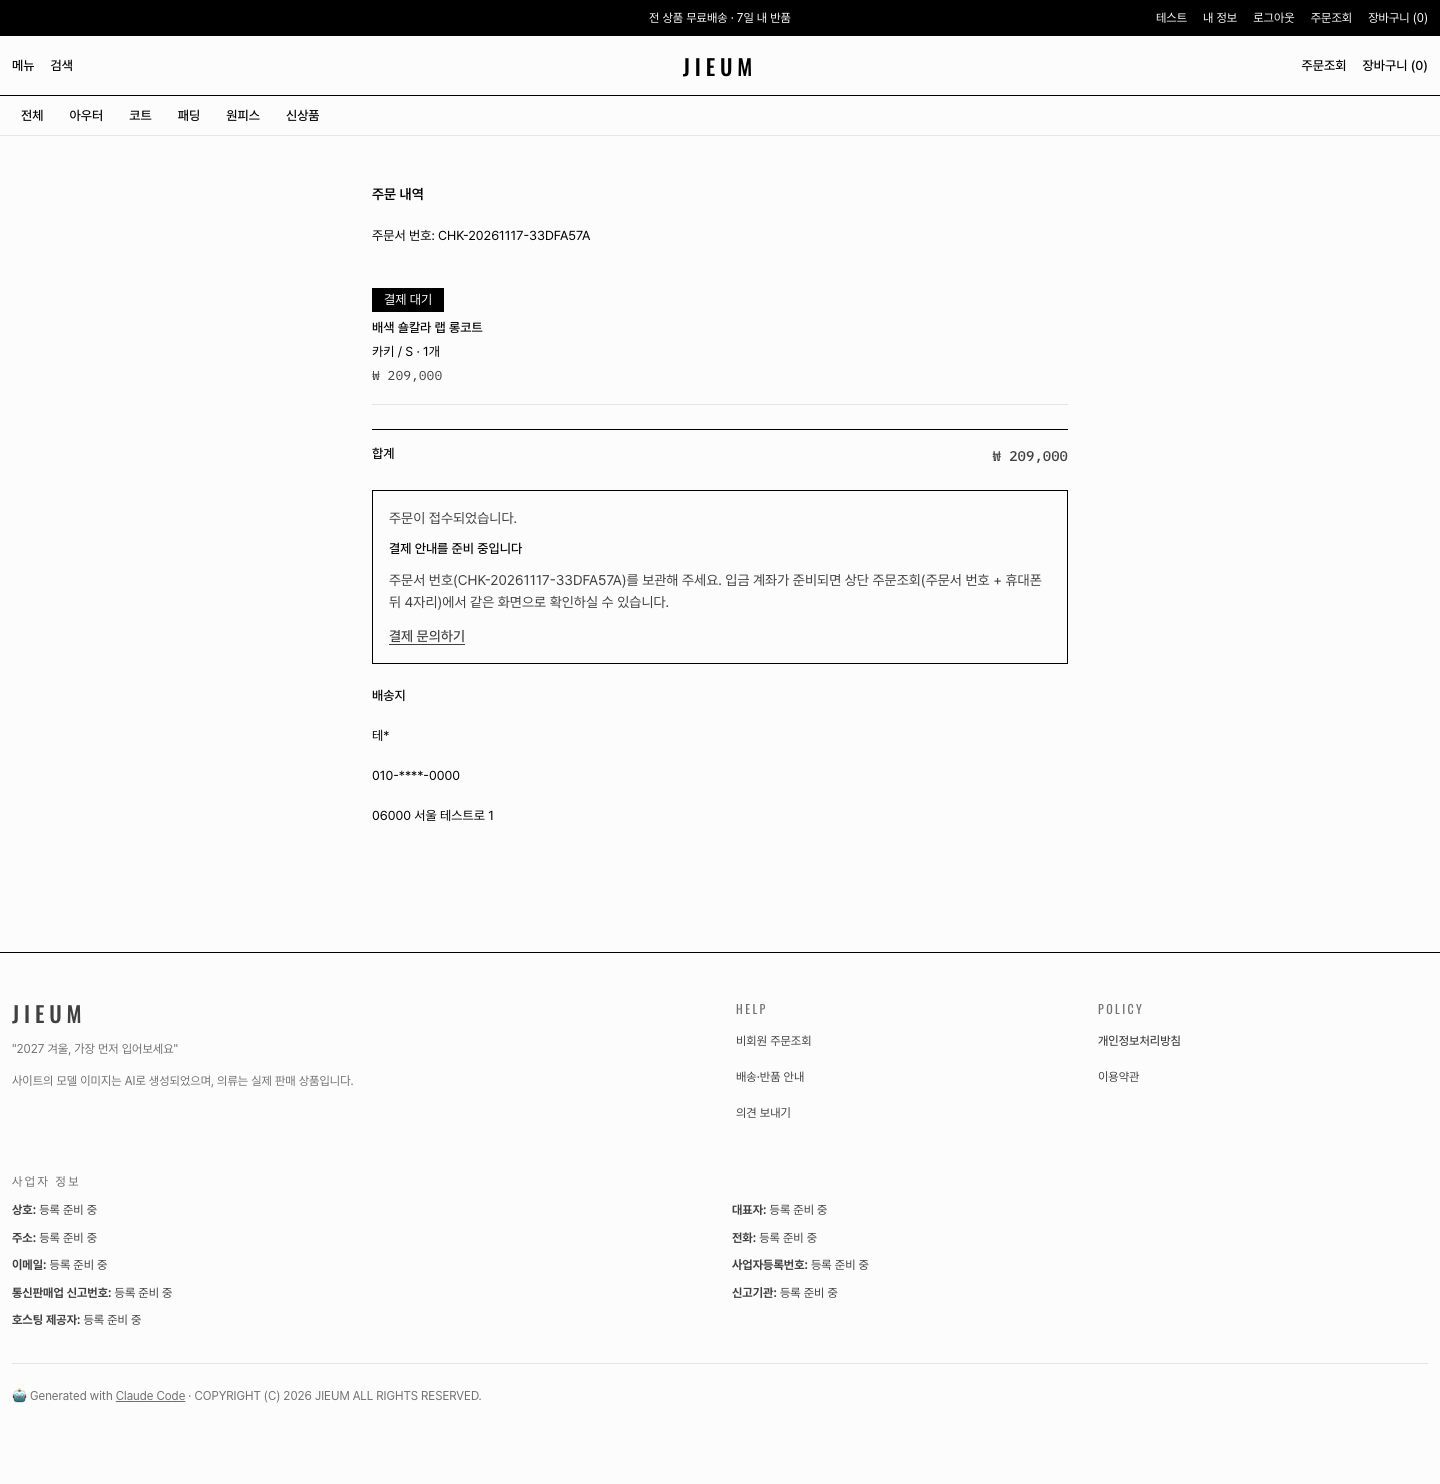 전 상품 무료배송 · 7일 내 반품
테스트 내 정보 로그아웃 주문조회 장바구니 (0)
메뉴 검색
JIEUM
주문조회 장바구니 (0)
전체 아우터 코트 패딩 원피스 신상품
주문 내역
주문서 번호: CHK-20261117-33DFA57A
결제 대기
배색 숄칼라 랩 롱코트
카키 / S · 1개
₩ 209,000
합계
₩ 209,000
주문이 접수되었습니다.
결제 안내를 준비 중입니다
주문서 번호(CHK-20261117-33DFA57A)를 보관해 주세요. 입금 계좌가 준비되면 상단 주문조회(주문서 번호 + 휴대폰
뒤 4자리)에서 같은 화면으로 확인하실 수 있습니다.
결제 문의하기
배송지
테*
010-****-0000
06000 서울 테스트로 1
JIEUM
"2027 겨울, 가장 먼저 입어보세요"
사이트의 모델 이미지는 AI로 생성되었으며, 의류는 실제 판매 상품입니다.
HELP
비회원 주문조회
배송·반품 안내
의견 보내기
POLICY
개인정보처리방침
이용약관
사업자 정보
상호: 등록 준비 중
대표자: 등록 준비 중
주소: 등록 준비 중
전화: 등록 준비 중
이메일: 등록 준비 중
사업자등록번호: 등록 준비 중
통신판매업 신고번호: 등록 준비 중
신고기관: 등록 준비 중
호스팅 제공자: 등록 준비 중
🤖 Generated with Claude Code · COPYRIGHT (C) 2026 JIEUM ALL RIGHTS RESERVED.